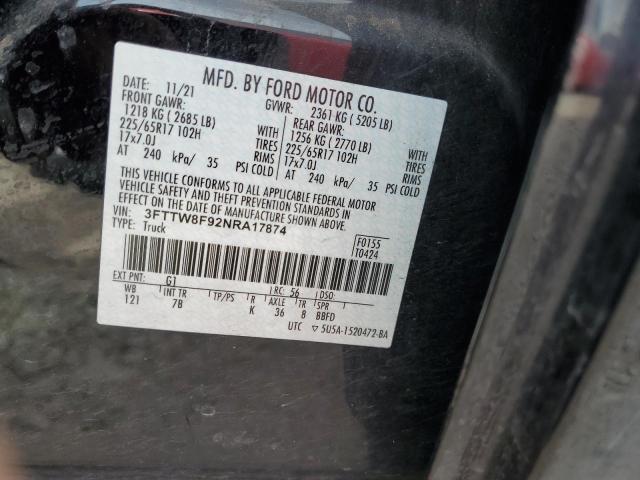 MFD. BY FORD MOTOR CO.
DATE: 11/21 GVWR: 2361 KG ( 5205 LB)
FRONT GAWR: REAR GAWR:
1218 KG ( 2685 LB) WITH 1256 KG ( 2770 LB) WITH
225/65R17 102H TIRES 225/65R17 102H TIRES
17x7.0J RIMS 17x7.0J RIMS
AT 240 kPa/ 35 PSI COLD AT 240 kPa/ 35 PSI COLD
THIS VEHICLE CONFORMS TO ALL APPLICABLE FEDERAL MOTOR
VEHICLE SAFETY AND THEFT PREVENTION STANDARDS IN
EFFECT ON THE DATE OF MANUFACTURE SHOWN ABOVE.
VIN: 3FTTW8F92NRA17874 F0155
TYPE: Truck T0424
EXT PNT: G1 RC: 56 DSO:
WB INT TR TP/PS R AXLE TR SPR
121 7B K 36 8 BBFD
UTC ▽ 5U5A-1520472-BA